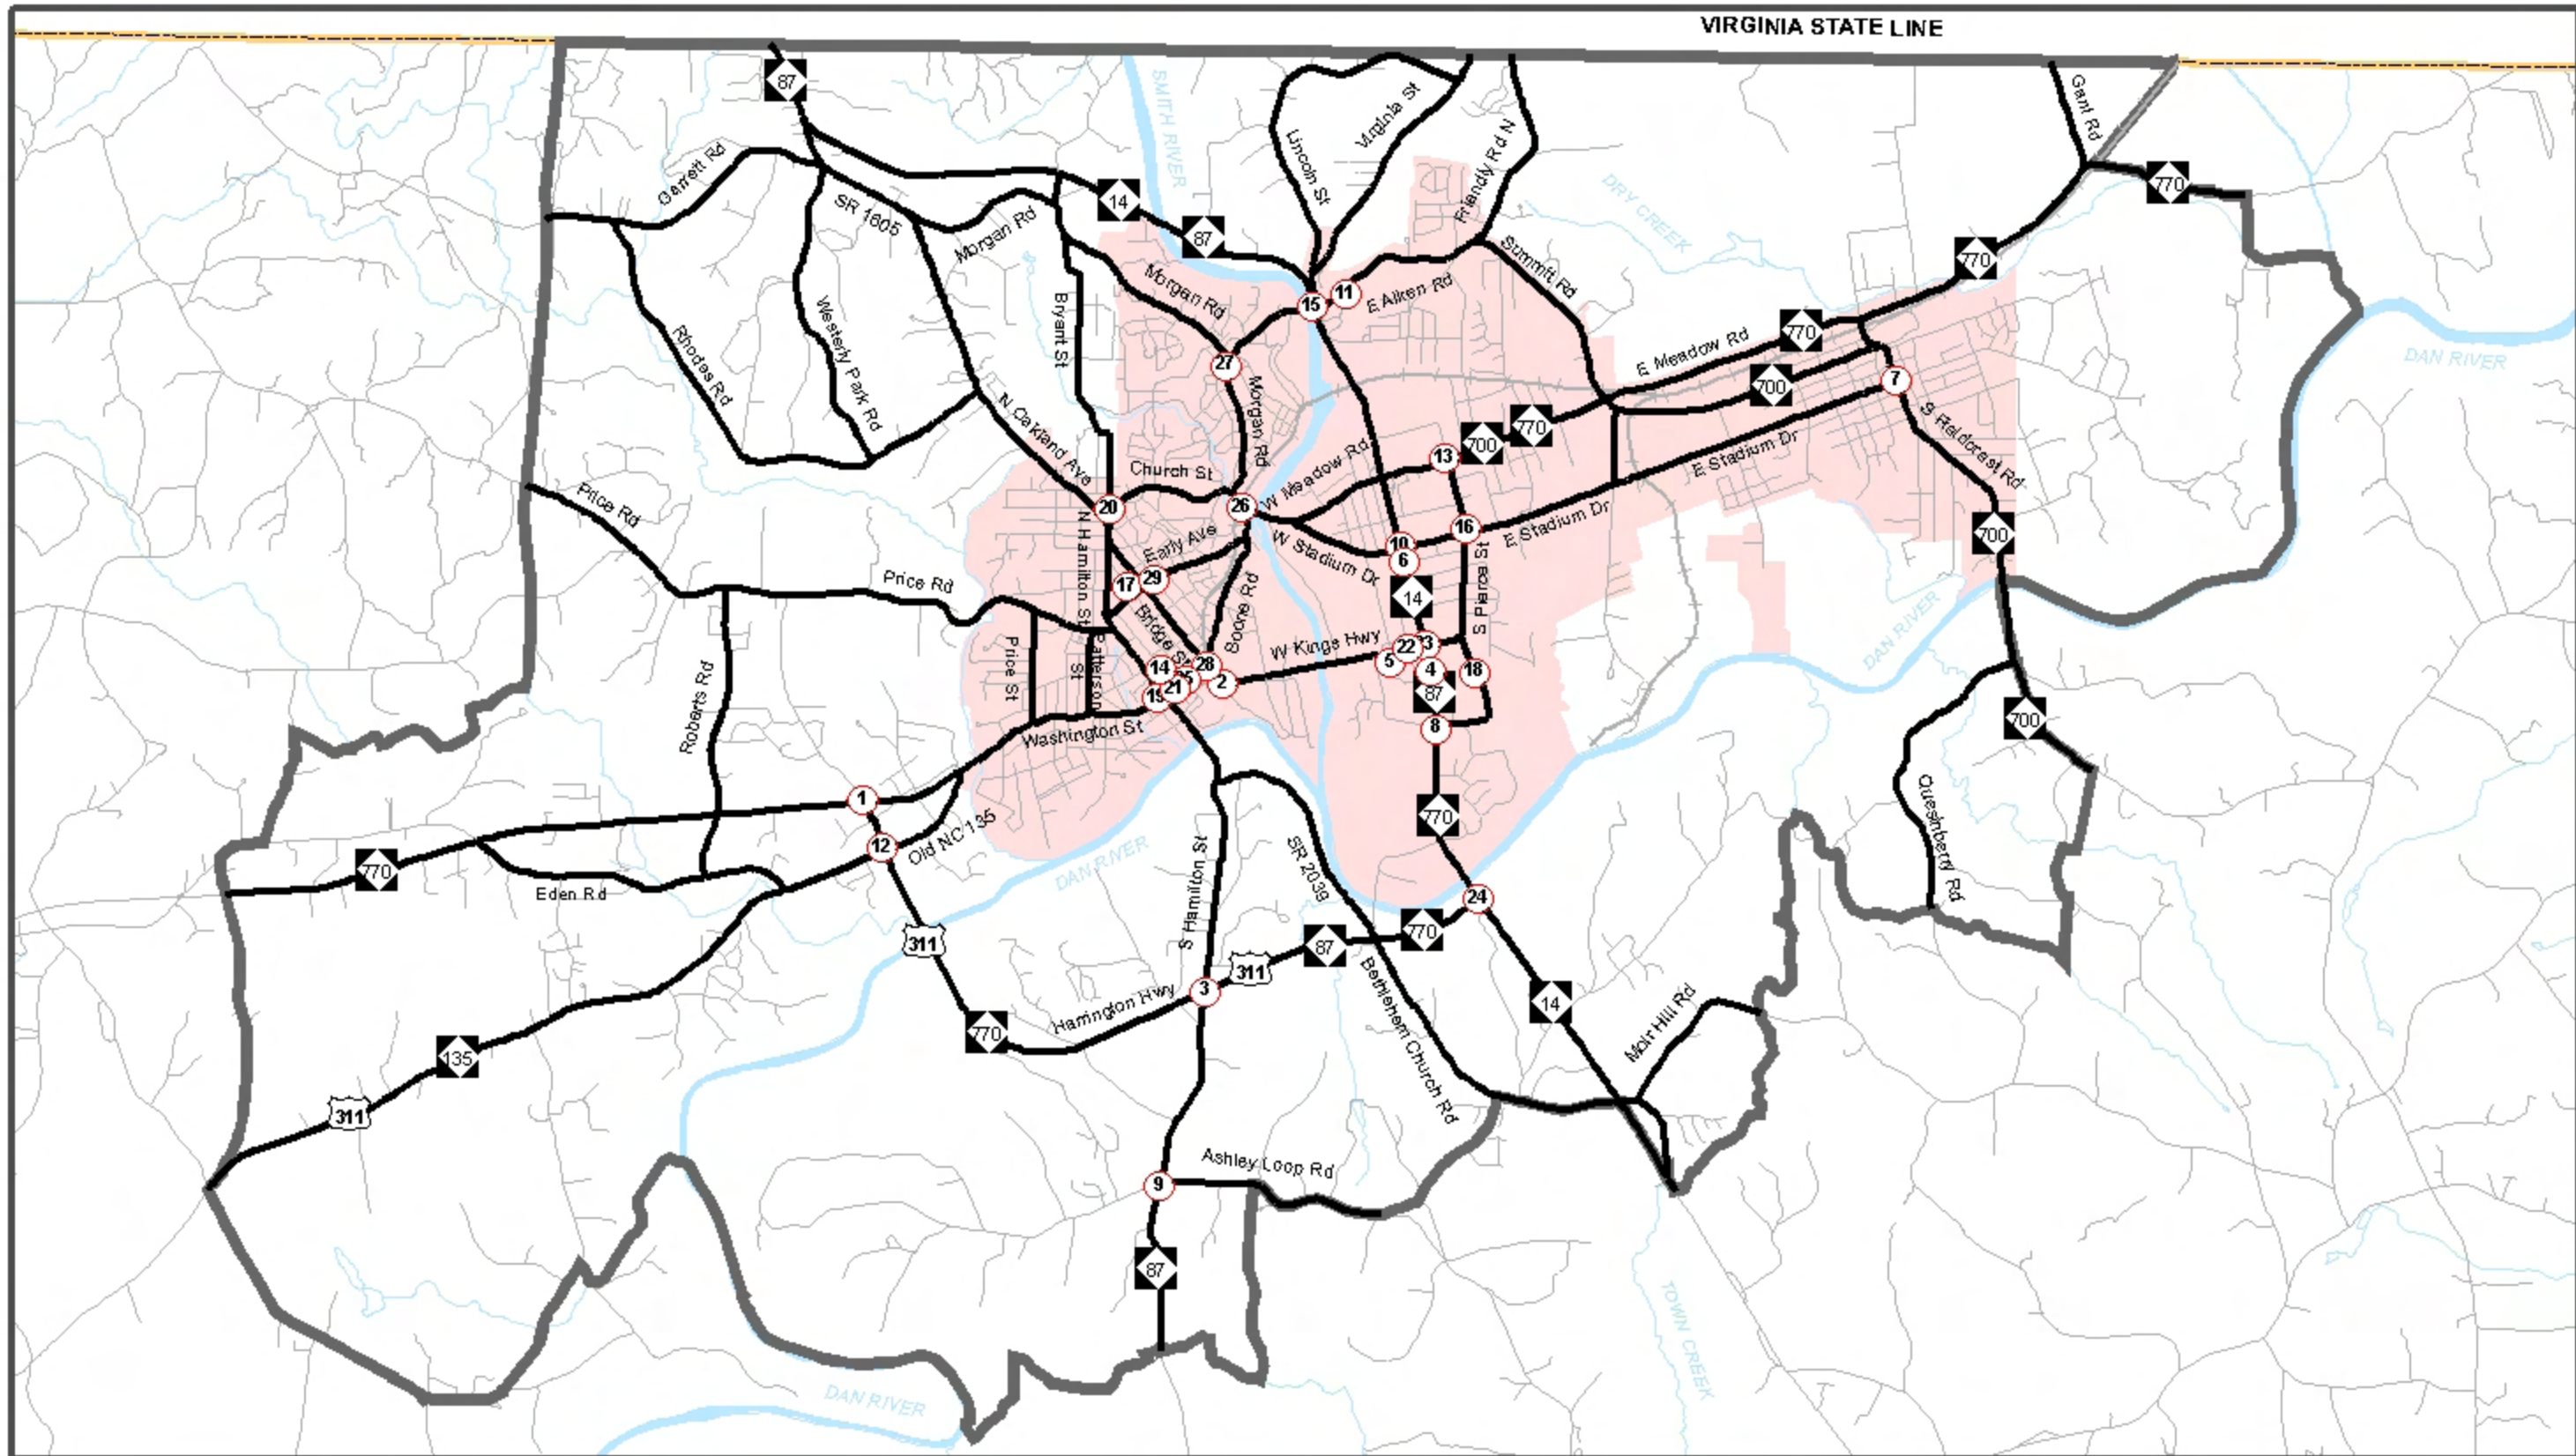 VIRGINIA STATE LINE
87
SMITH RIVER
Lincoln St
Virginia St
Friendly Rd N
Gant Rd
Garrett Rd
SR 1605
Morgan Rd
14
87
DRY CREEK
770
770
Summit Rd
Morgan Rd
15
11
E Aiken Rd
Bryant St
Westerly Park Rd
Rhodes Rd
27
Morgan Rd
E Meadow Rd
770
700
7
DAN RIVER
N Oakland Ave
Church St
W Meadow Rd
13
700
770
S Fieldcrest Rd
E Stadium Dr
Price Rd
20
26
N Hamilton St
Early Ave
W Stadium Dr
10
6
16
E Stadium Dr
700
Price Rd
17
29
14
S Pierce St
Bridge St
Boone Rd
W Kings Hwy
DAN RIVER
Price St
Patterson St
14
28
2
19
21
5
22
4
18
87
8
Roberts Rd
Washington St
700
1
12
Old NC 135
DAN RIVER
770
Quesinberry Rd
770
Eden Rd
S Hamilton St
SR 2039
24
311
770
87
311
3
Harrington Hwy
770
Bethlehem Church Rd
14
Moir Hill Rd
135
311
9
Ashley Loop Rd
87
TOWN CREEK
DAN RIVER